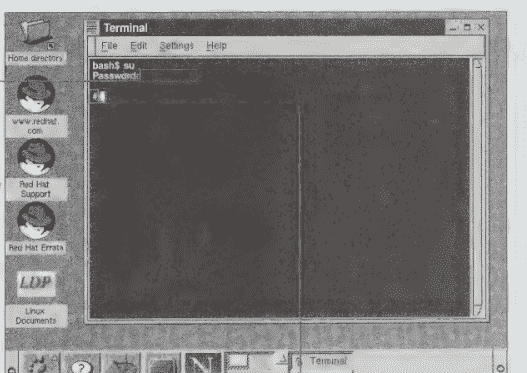 Terminal
File Edit Settings Help
bash$ su
Password:
#
Home directory
www.redhat.
com
Red Hat
Support
Red Hat Errata
LDP
Linux
Documents
?
N
Terminal